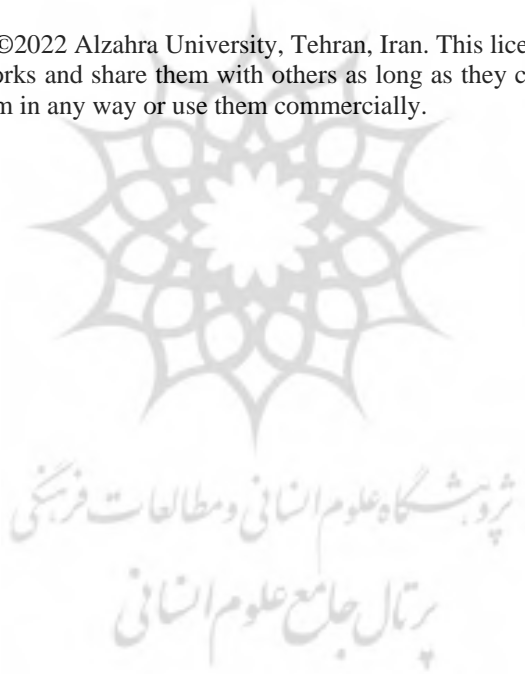 ©2022 Alzahra University, Tehran, Iran. This lice
orks and share them with others as long as they c
m in any way or use them commercially.
پژوهشگاه علوم انسانی و مطالعات فرهنگی
پرتال جامع علوم انسانی